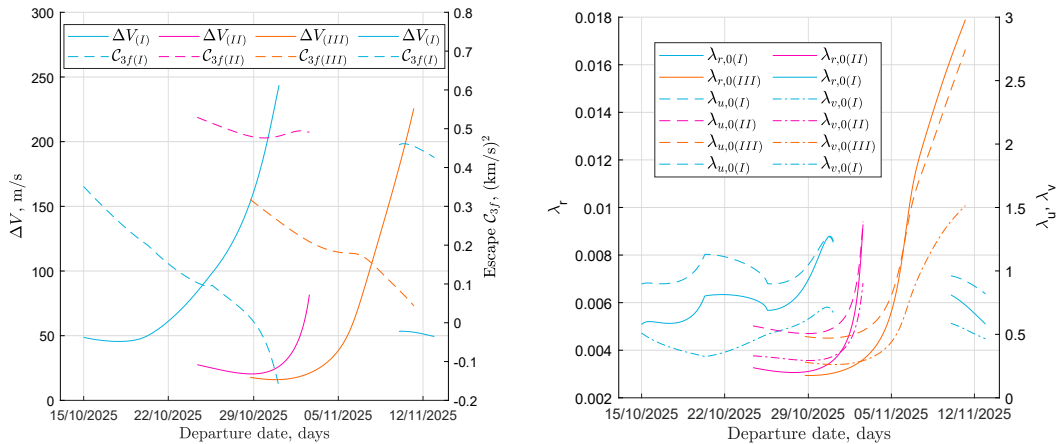 300
250
200
150
100
50
0
ΔV, m/s
ΔV(I) ΔV(II) ΔV(III) ΔV(I)
C3f(I) C3f(II) C3f(III) C3f(I)
0.8
0.7
0.6
0.5
0.4
0.3
0.2
0.1
0
-0.1
-0.2
Escape C3f, (km/s)²
15/10/2025 22/10/2025 29/10/2025 05/11/2025 12/11/2025
Departure date, days
0.018
0.016
0.014
0.012
0.01
0.008
0.006
0.004
0.002
λr
λr,0(I) λr,0(II)
λr,0(III) λr,0(I)
λu,0(I) λv,0(I)
λu,0(II) λv,0(II)
λu,0(III) λv,0(III)
λu,0(I) λv,0(I)
3
2.5
2
1.5
1
0.5
0
λu, λv
15/10/2025 22/10/2025 29/10/2025 05/11/2025 12/11/2025
Departure date, days